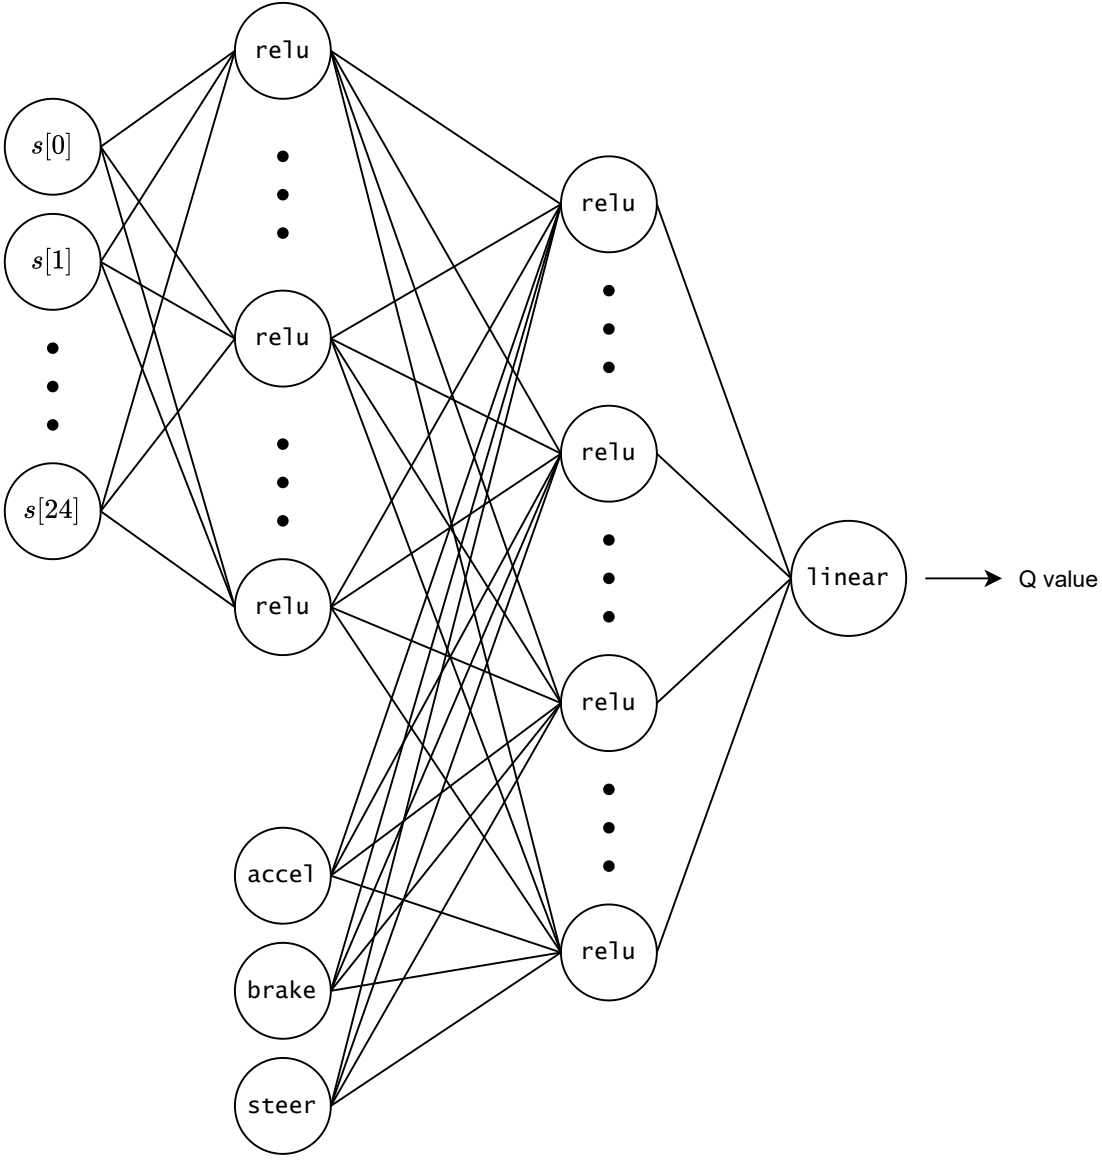 s[0]
s[1]
s[24]
relu
relu
relu
accel
brake
steer
relu
relu
relu
relu
linear
Q value